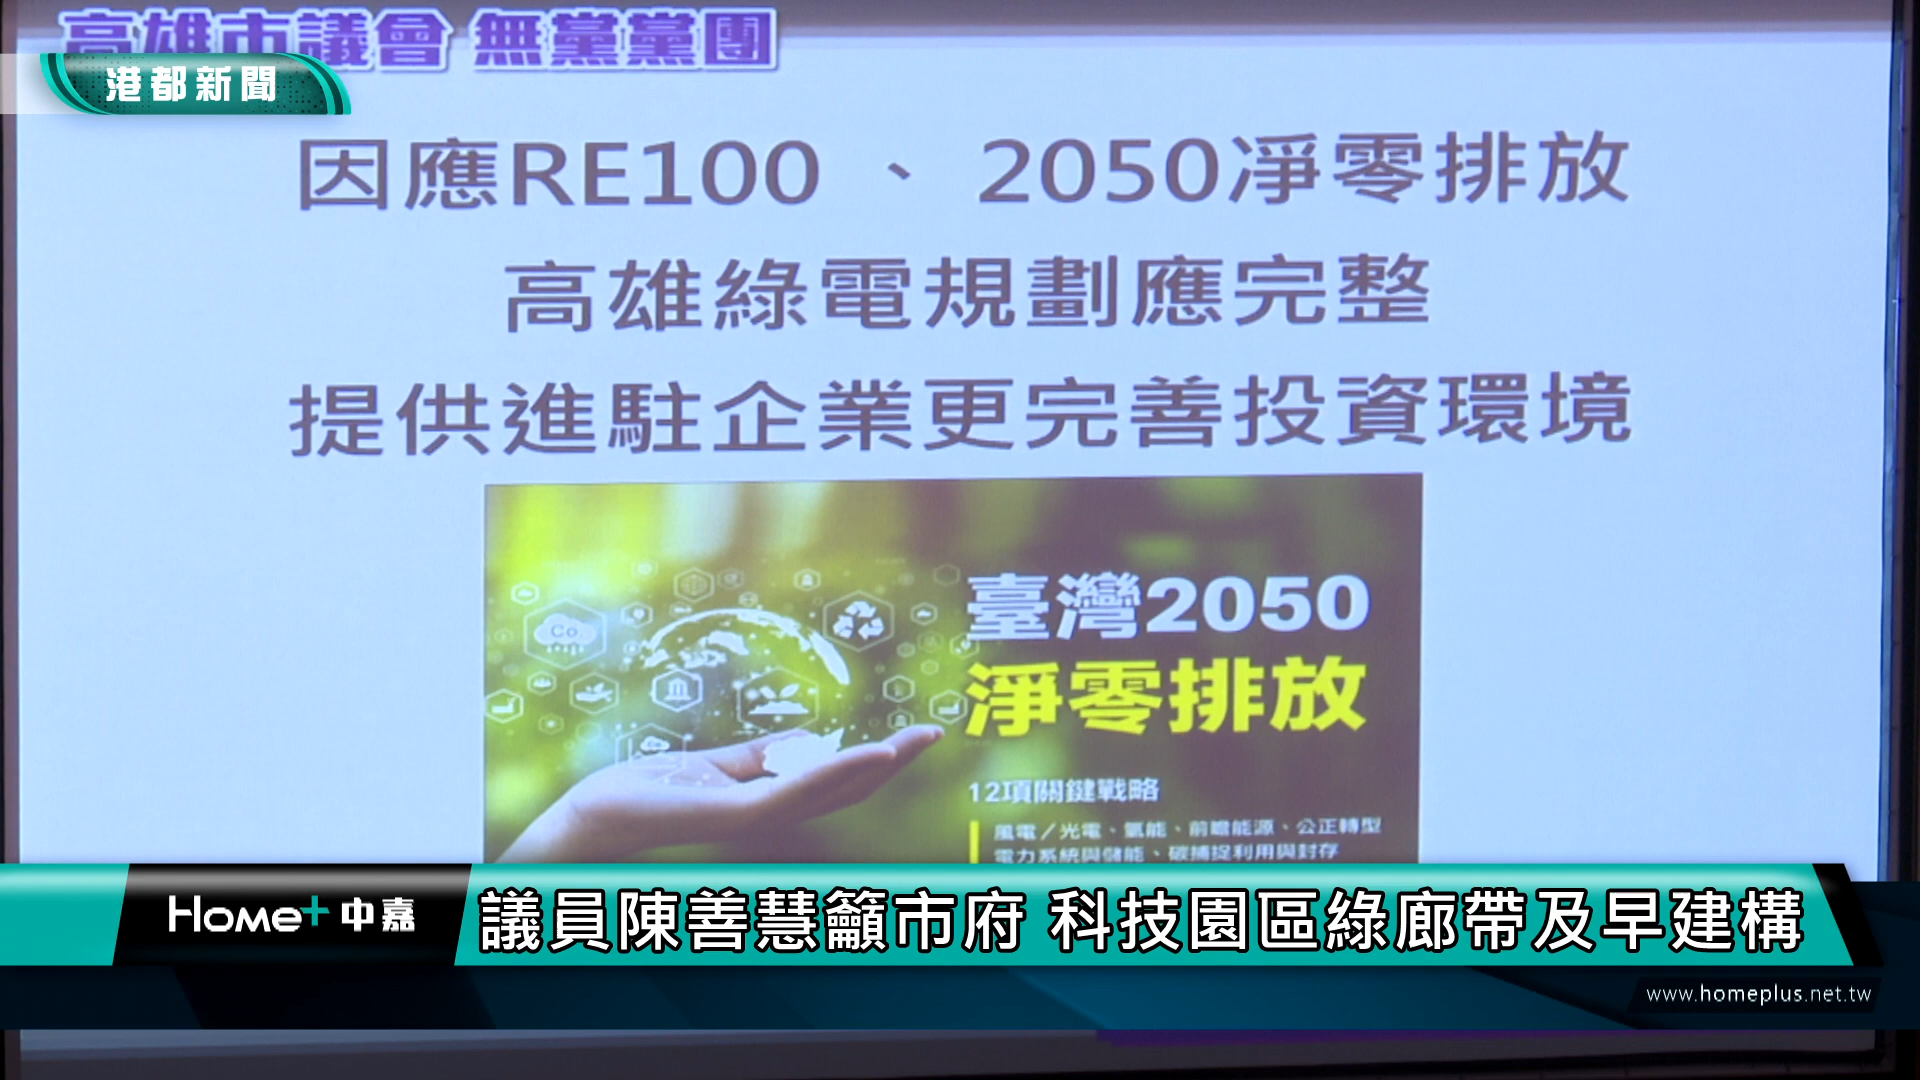 高雄市議會 無黨黨團
港都新聞
因應RE100、2050凈零排放
高雄綠電規劃應完整
提供進駐企業更完善投資環境
臺灣2050
淨零排放
12項關鍵戰略
風電/光電、氫能、前瞻能源、公正轉型
電力系統與儲能、碳捕捉利用與封存
Home+中嘉
議員陳善慧籲市府 科技園區綠廊帶及早建構
www.homeplus.net.tw